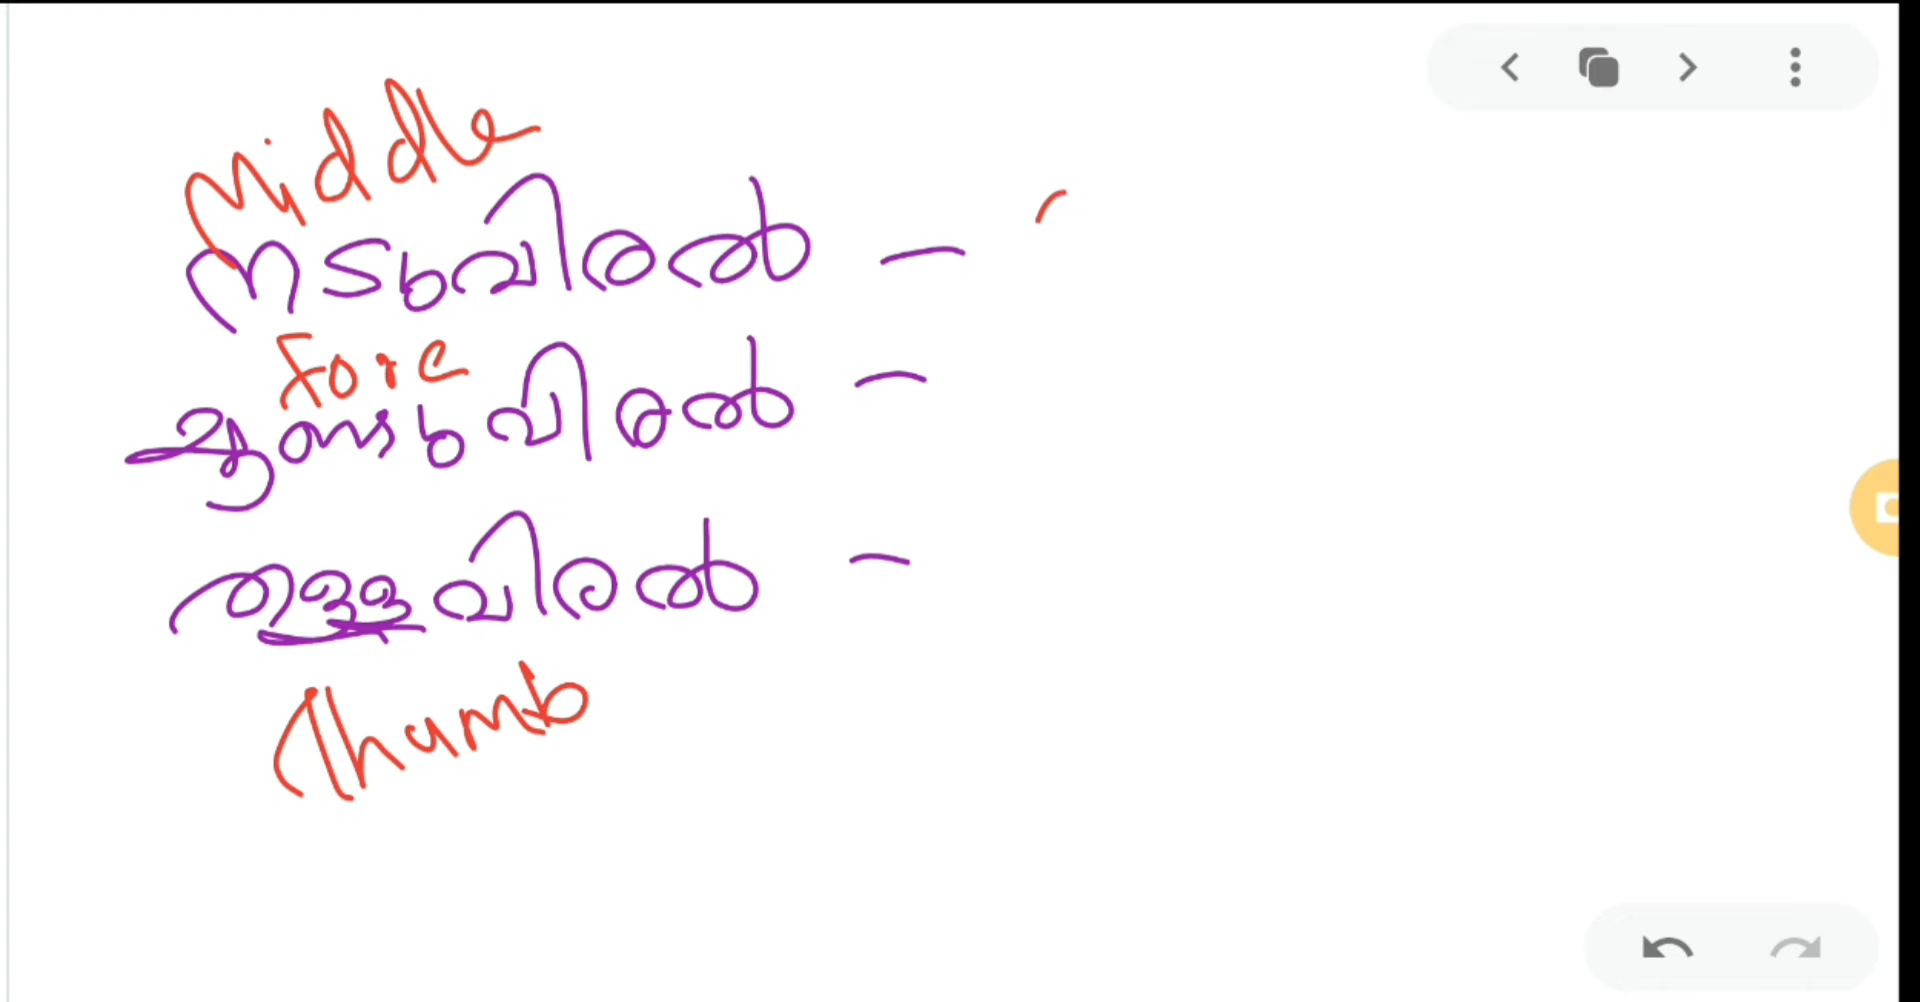 Middle
നടുവിരൽ –
Fore
ചൂണ്ടുവിരൽ –
തള്ളവിരൽ –
Thumb